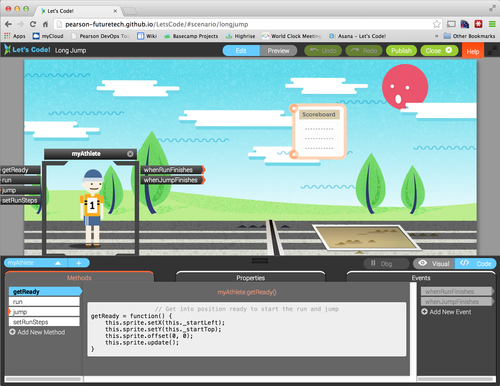 Let's Code!
pearson-futuretech.github.io/LetsCode/#scenario/longjump
Apps
myCloud
Pearson DevOps Too
Wiki
Basecamp Projects
Highrise
World Clock Meeting
Asana - Let's Code!
Other Bookmarks
Let's Code!
Long Jump
Edit
Preview
Undo
Redo
Publish
Close
Help
Scoreboard
myAthlete
getReady
run
jump
setRunSteps
whenRunFinishes
whenJumpFinishes
1
myAthlete
+
Dbg
Visual
Code
Methods
Properties
Events
getReady
run
jump
setRunSteps
Add New Method
myAthlete.getReady()
// Get into position ready to start the run and jump
getReady = function() {
this.sprite.setX(this._startLeft);
this.sprite.setY(this._startTop);
this.sprite.offset(0, 0);
this.sprite.update();
}
whenRunFinishes
whenJumpFinishes
Add New Event